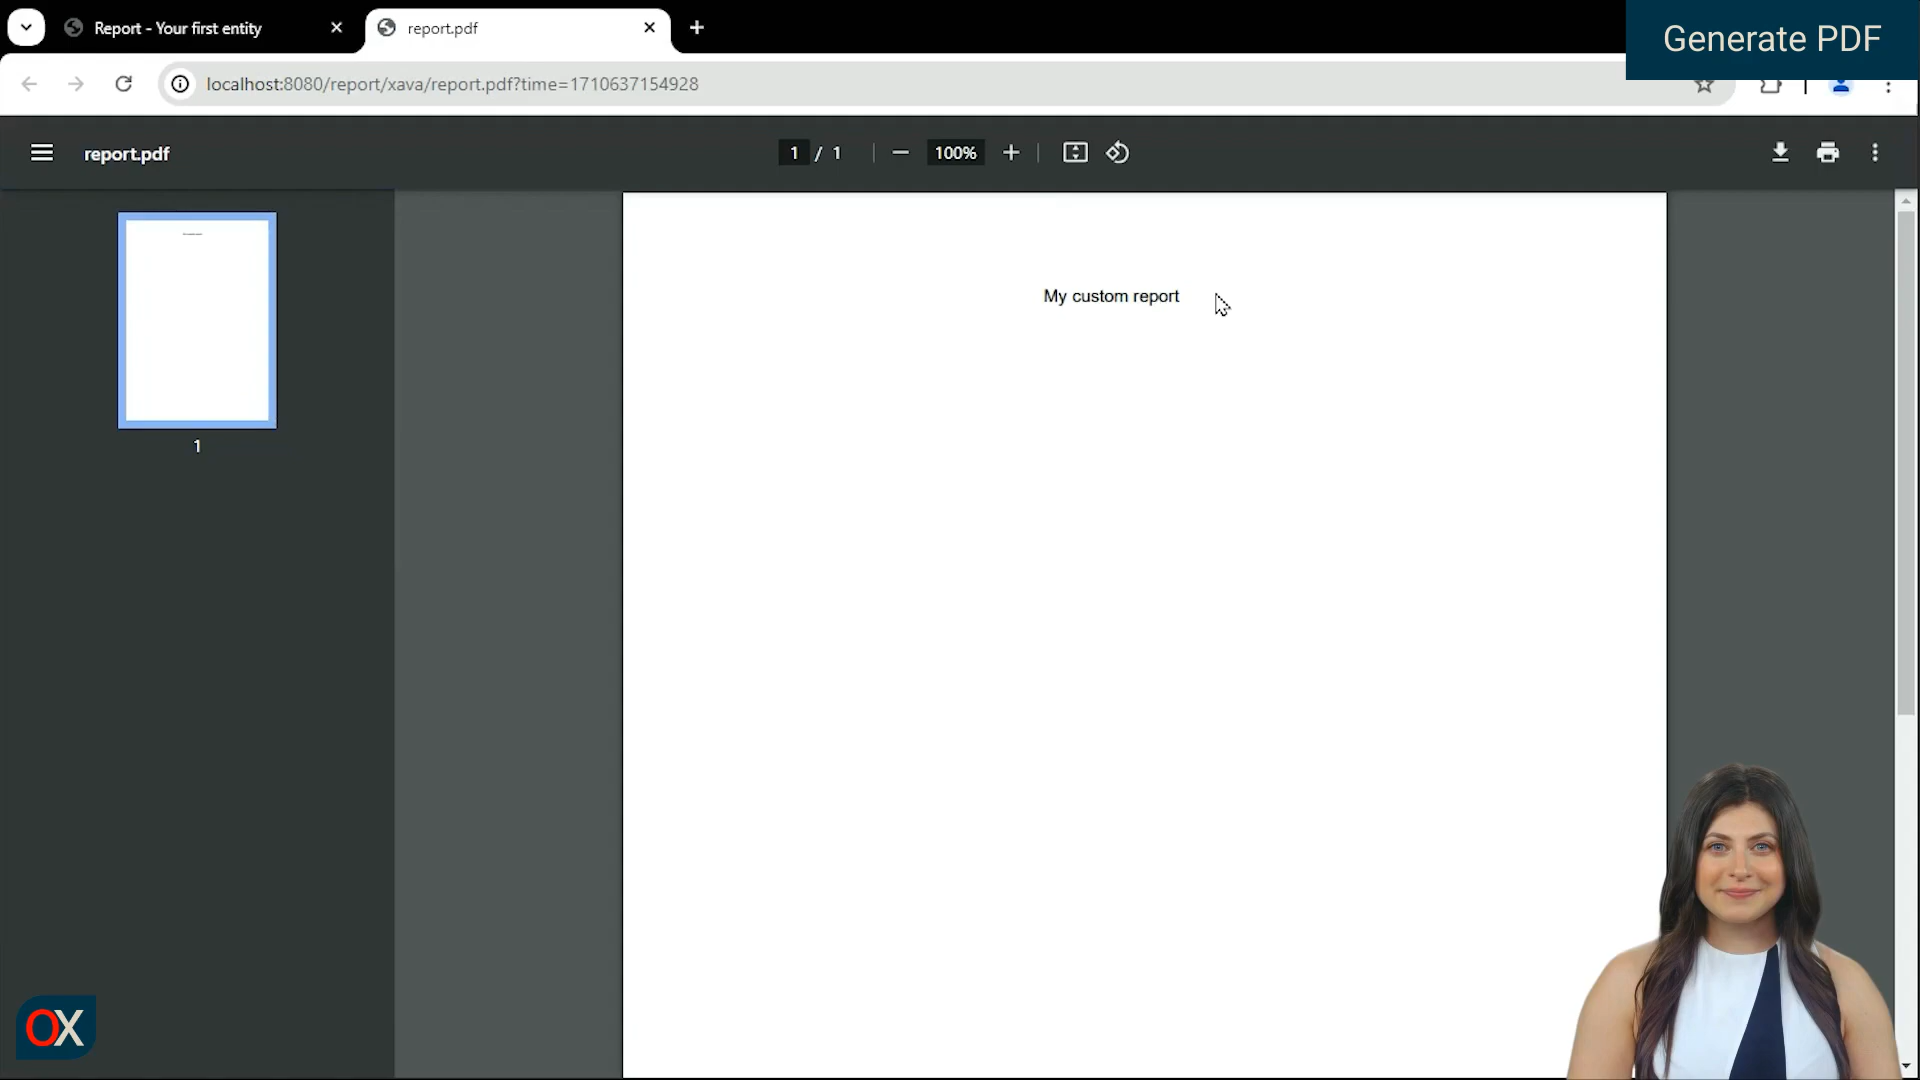 Report - Your first entity
report.pdf
Generate PDF
localhost:8080/report/xava/report.pdf?time=1710637154928
report.pdf
1 / 1
100%
My custom report
1
OX